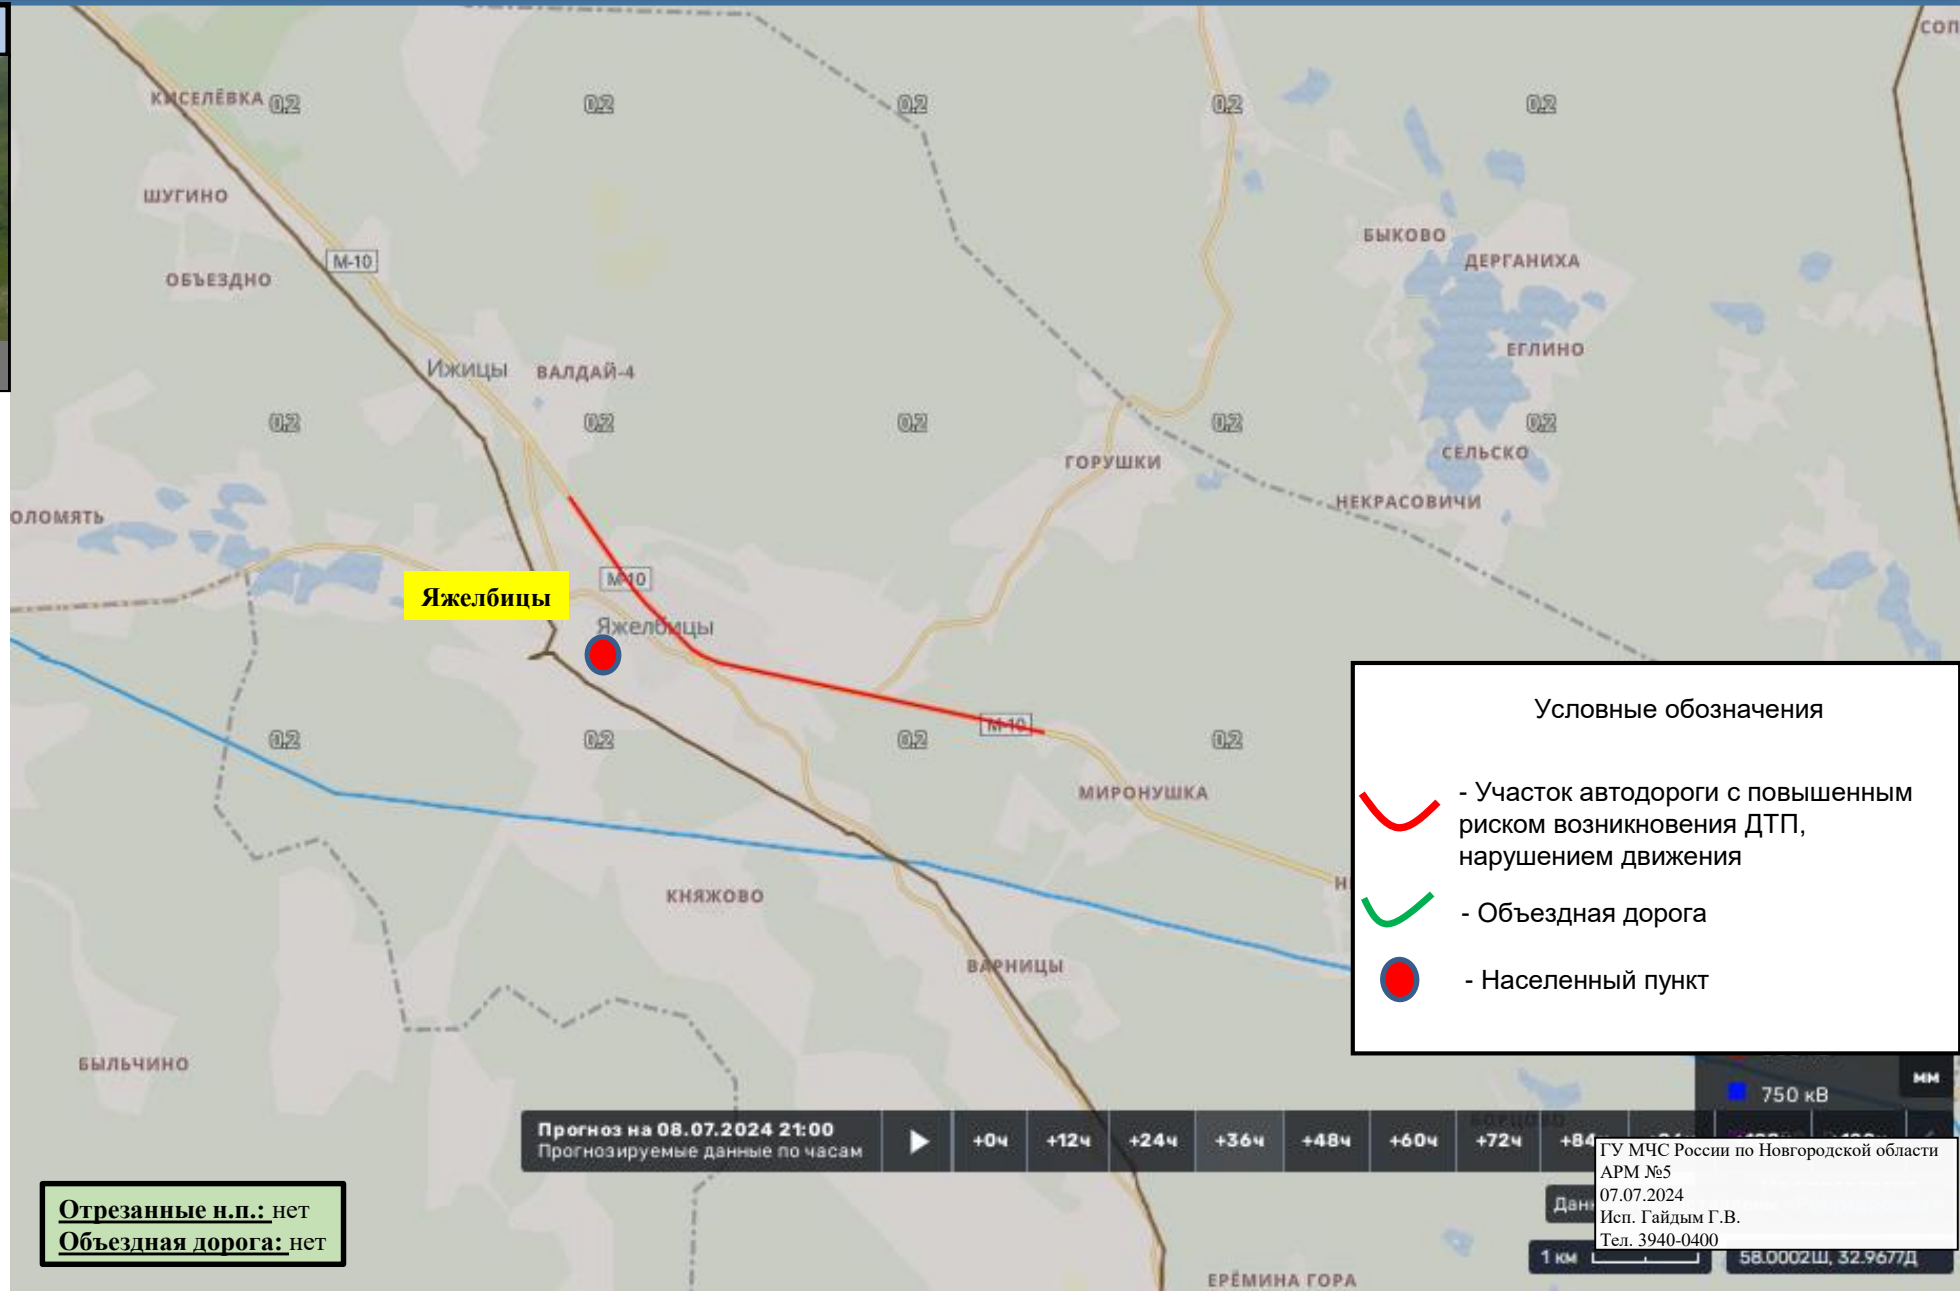 КИСЕЛЁВКА
0,2
0,2
0,2
0,2
0,2
ШУГИНО
М-10
ОБЪЕЗДНО
БЫКОВО
ДЕРГАНИХА
ЕГЛИНО
Ижицы
ВАЛДАЙ-4
0,2
0,2
0,2
0,2
0,2
ГОРУШКИ
СЕЛЬСКО
НЕКРАСОВИЧИ
ОЛОМЯТЬ
М-10
Яжелбицы
Яжелбицы
0,2
0,2
0,2
М-10
0,2
МИРОНУШКА
КНЯЖОВО
ВАРНИЦЫ
БЫЛЬЧИНО
ЕРЁМИНА ГОРА
Условные обозначения
- Участок автодороги с повышенным
риском возникновения ДТП,
нарушением движения
- Объездная дорога
- Населенный пункт
мм
750 кВ
Прогноз на 08.07.2024 21:00
Прогнозируемые данные по часам
+0ч +12ч +24ч +36ч +48ч +60ч +72ч +84
ГУ МЧС России по Новгородской области
АРМ №5
07.07.2024
Исп. Гайдым Г.В.
Тел. 3940-0400
1 км
58.0002Ш, 32.9677Д
Отрезанные н.п.: нет
Объездная дорога: нет